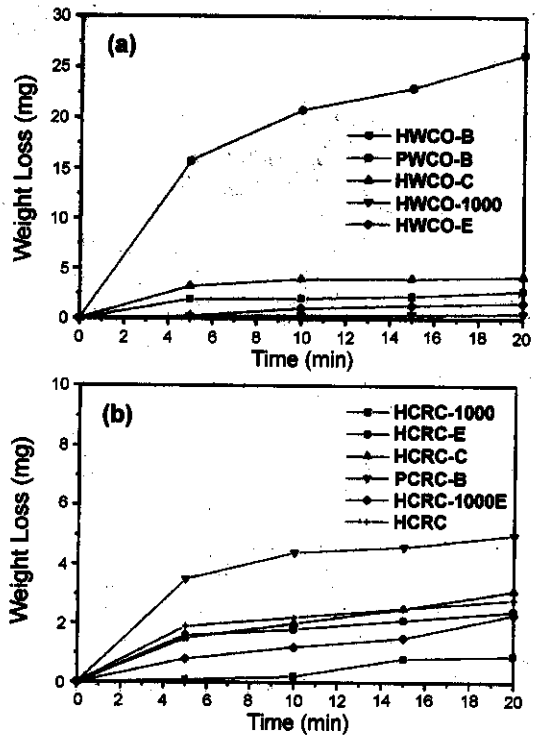 (a)
Weight Loss (mg)
30
25
20
15
10
5
0
HWCO-B
PWCO-B
HWCO-C
HWCO-1000
HWCO-E
0 2 4 6 8 10 12 14 16 18 20
Time (min)
(b)
Weight Loss (mg)
10
8
6
4
2
0
HCRC-1000
HCRC-E
HCRC-C
PCRC-B
HCRC-1000E
HCRC
0 2 4 6 8 10 12 14 16 18 20
Time (min)